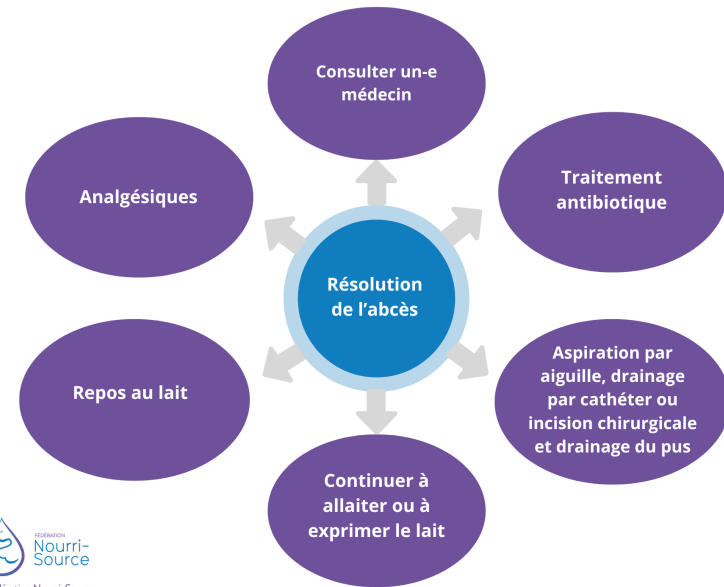 Consulter un-e
médecin
Traitement
antibiotique
Aspiration par
aiguille, drainage
par cathéter ou
incision chirurgicale
et drainage du pus
Continuer à
allaiter ou à
exprimer le lait
Repos au lait
Analgésiques
Résolution
de l'abcès
FÉDÉRATION
Nourri-
Source